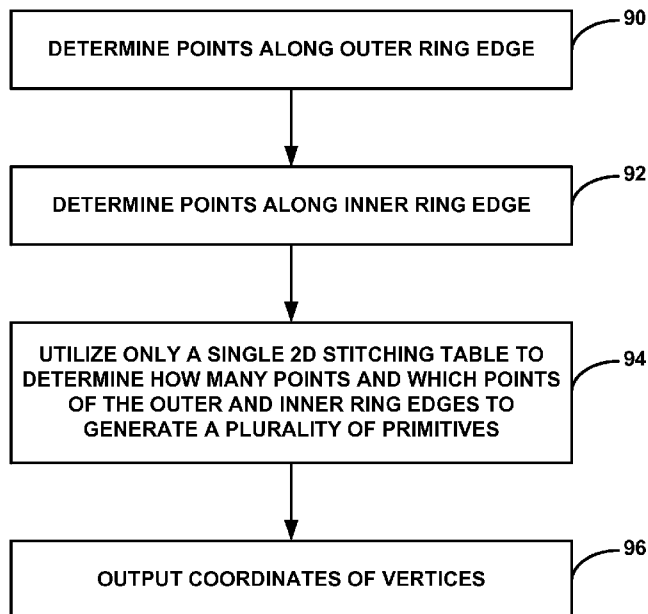 90
DETERMINE POINTS ALONG OUTER RING EDGE
92
DETERMINE POINTS ALONG INNER RING EDGE
UTILIZE ONLY A SINGLE 2D STITCHING TABLE TO
DETERMINE HOW MANY POINTS AND WHICH POINTS
94
OF THE OUTER AND INNER RING EDGES TO
GENERATE A PLURALITY OF PRIMITIVES
96
OUTPUT COORDINATES OF VERTICES